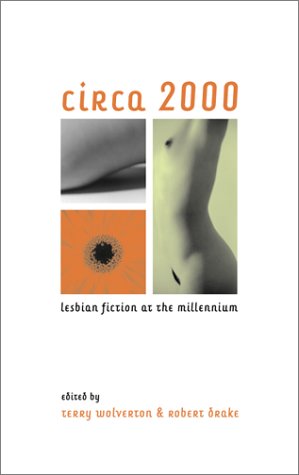 circa 2000
lesbian fiction at the millennium
edited by
terry wolverton & robert drake